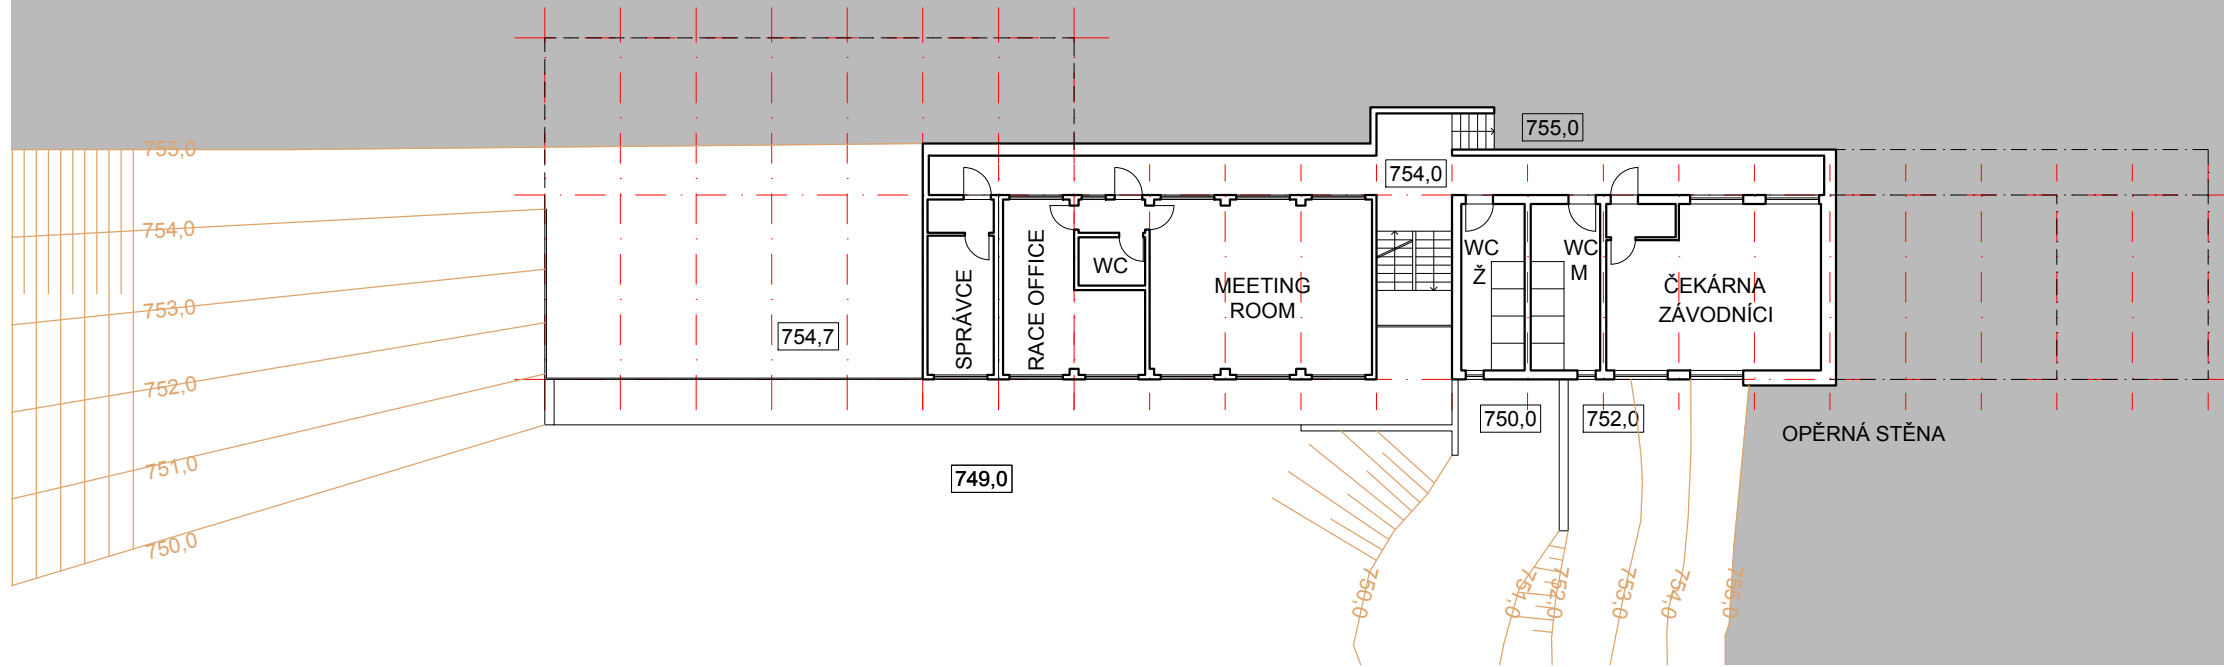 755,0
754,0
753,0
752,0
751,0
750,0
754,7
SPRÁVCE
RACE OFFICE
WC
MEETING
ROOM
754,0
755,0
WC
Ž
WC
M
ČEKÁRNA
ZÁVODNÍCI
749,0
750,0
752,0
OPĚRNÁ STĚNA
750,0
751,0
752,0
753,0
754,0
755,0